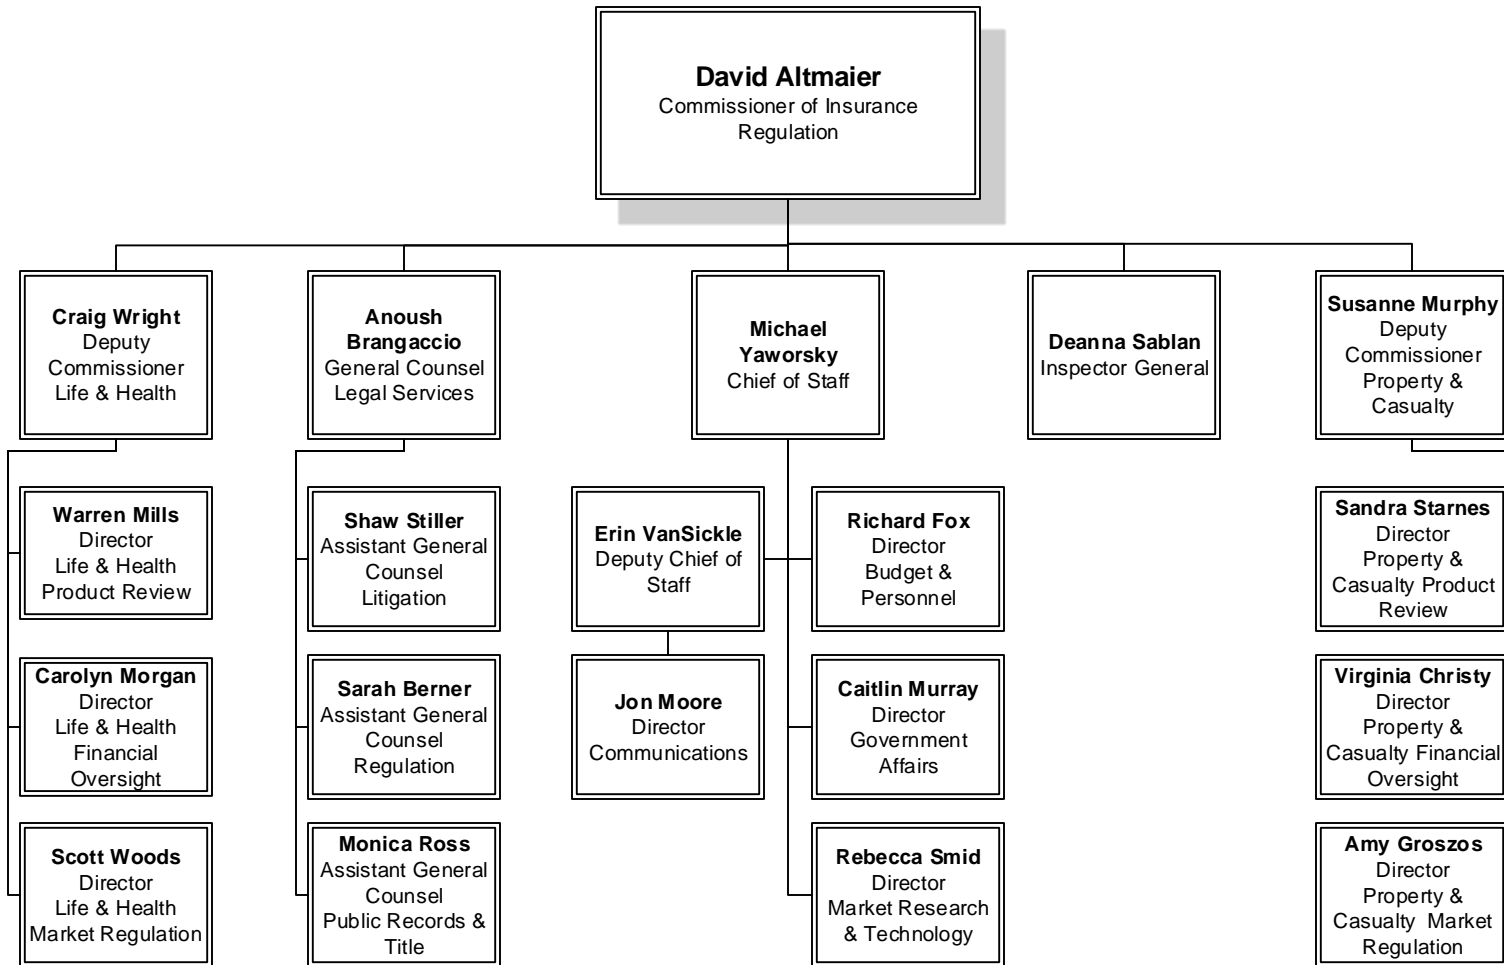 David Altmaier
Commissioner of Insurance
Regulation
Craig Wright
Deputy
Commissioner
Life & Health
Anoush
Brangaccio
General Counsel
Legal Services
Michael
Yaworsky
Chief of Staff
Deanna Sablan
Inspector General
Susanne Murphy
Deputy
Commissioner
Property &
Casualty
Warren Mills
Director
Life & Health
Product Review
Shaw Stiller
Assistant General
Counsel
Litigation
Erin VanSickle
Deputy Chief of
Staff
Richard Fox
Director
Budget &
Personnel
Sandra Starnes
Director
Property &
Casualty Product
Review
Carolyn Morgan
Director
Life & Health
Financial
Oversight
Sarah Berner
Assistant General
Counsel
Regulation
Jon Moore
Director
Communications
Caitlin Murray
Director
Government
Affairs
Virginia Christy
Director
Property &
Casualty Financial
Oversight
Scott Woods
Director
Life & Health
Market Regulation
Monica Ross
Assistant General
Counsel
Public Records &
Title
Rebecca Smid
Director
Market Research
& Technology
Amy Groszos
Director
Property &
Casualty Market
Regulation